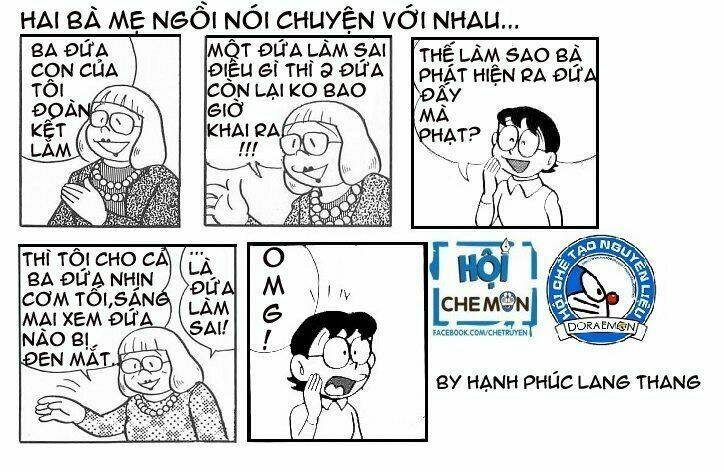 HAI BÀ MẸ NGỒI NÓI CHUYỆN VỚI NHAU...
BA ĐỨA
CON CỦA
TÔI
ĐOÀN
KẾT
LẮM
MỘT ĐỨA LÀM SAI
ĐIỀU GÌ THÌ 2 ĐỨA
CÒN LẠI KO BAO
GIỜ
KHAI RA
!!!
THẾ LÀM SAO BÀ
PHÁT HIỆN RA ĐỨA
ĐẤY
MÀ
PHẠT?
THÌ TÔI CHO CẢ
BA ĐỨA NHỊN
CƠM TỐI,SÁNG
MAI XEM ĐỨA
NÀO BỊ
ĐEN MẮT..
...
LÀ
ĐỨA
LÀM
SAI!
O
M
G
!
HỘI
CHE MON
FACEBOOK.COM/CHETRUYEN
HỘI CHẾ TẠO NGUYÊN LIỆU
DORAEMON
BY HẠNH PHÚC LANG THANG